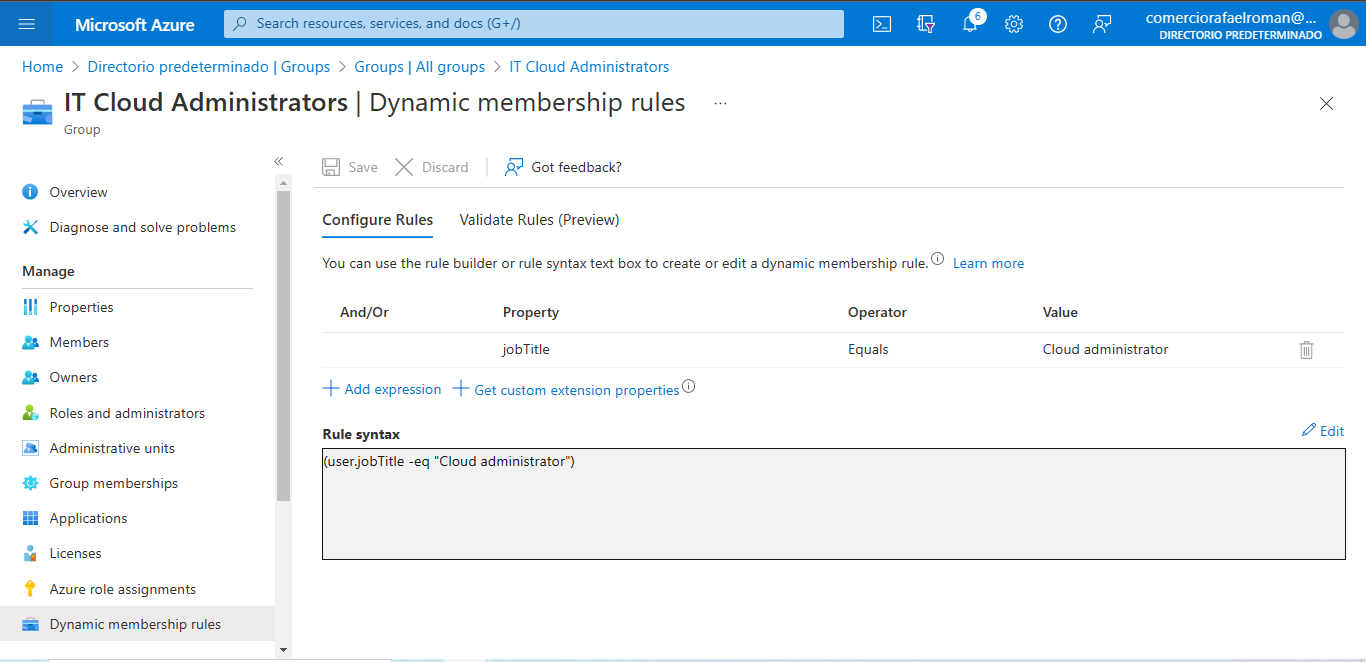 Microsoft Azure
Search resources, services, and docs (G+/)
6
comerciorafaelroman@...
DIRECTORIO PREDETERMINADO
Home > Directorio predeterminado | Groups > Groups | All groups > IT Cloud Administrators
IT Cloud Administrators | Dynamic membership rules ...
Group
Overview
Diagnose and solve problems
Manage
Properties
Members
Owners
Roles and administrators
Administrative units
Group memberships
Applications
Licenses
Azure role assignments
Dynamic membership rules
Save Discard Got feedback?
Configure Rules Validate Rules (Preview)
You can use the rule builder or rule syntax text box to create or edit a dynamic membership rule. Learn more
And/Or Property Operator Value
jobTitle Equals Cloud administrator
+ Add expression + Get custom extension properties
Rule syntax Edit
(user.jobTitle -eq "Cloud administrator")